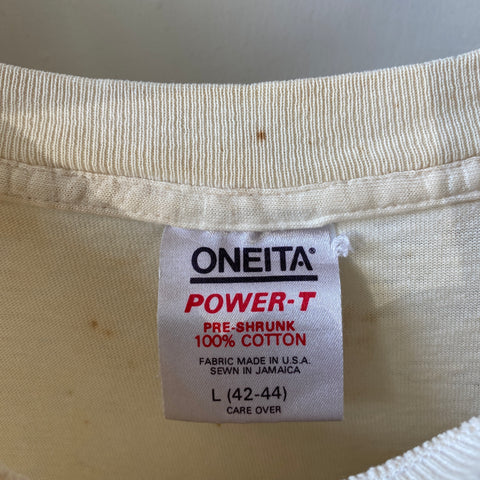 ONEITA®
POWER-T
PRE-SHRUNK
100% COTTON
FABRIC MADE IN U.S.A.
SEWN IN JAMAICA
L (42-44)
CARE OVER